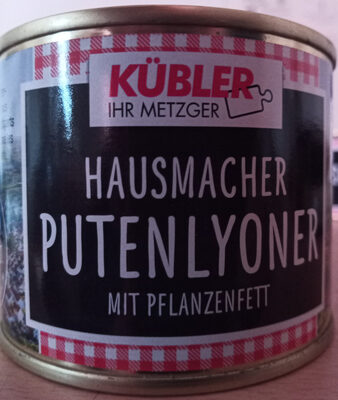 KÜBLER
IHR METZGER
HAUSMACHER
PUTENLYONER
MIT PFLANZENFETT